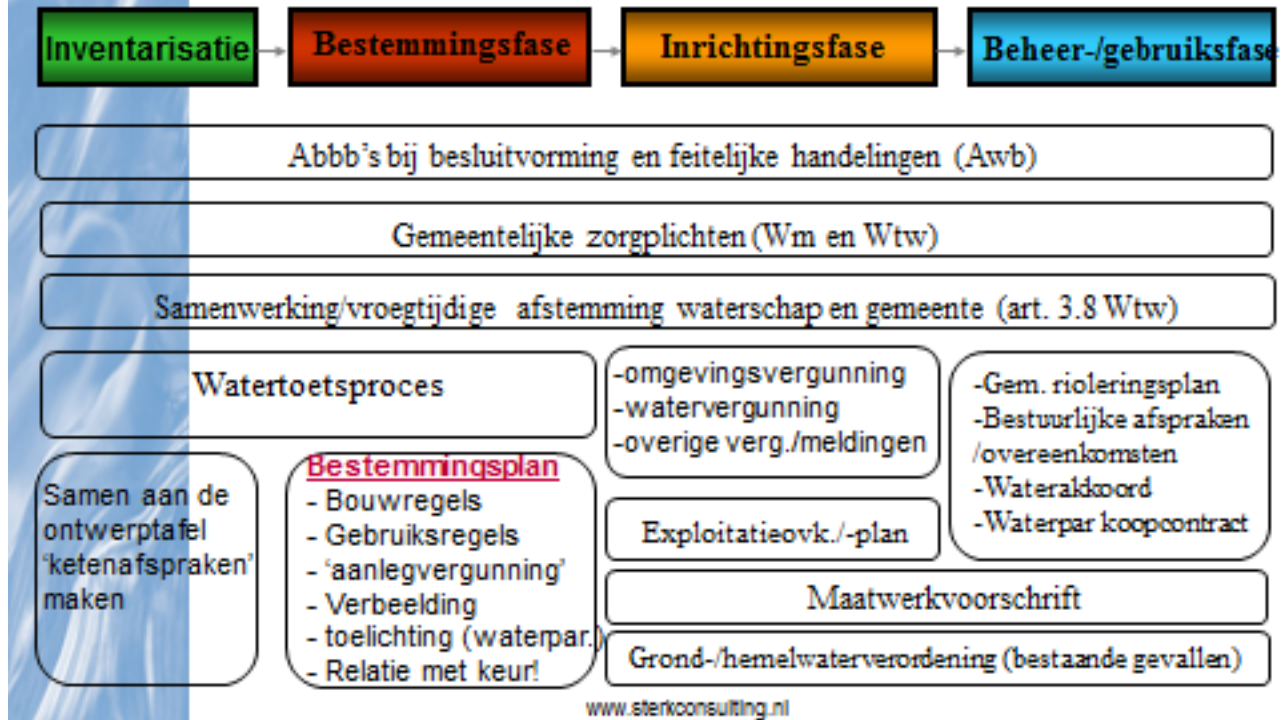 Inventarisatie
Bestemmingsfase
Inrichtingsfase
Beheer-/gebruiksfase
Abbb's bij besluitvorming en feitelijke handelingen (Awb)
Gemeentelijke zorgplichten (Wm en Wtw)
Samenwerking/vroegtijdige afstemming waterschap en gemeente (art. 3.8 Wtw)
Watertoetsproces
Samen aan de
ontwerptafel
'ketenafspraken'
maken
Bestemmingsplan
- Bouwregels
- Gebruiksregels
- 'aanlegvergunning'
- Verbeelding
- toelichting (waterpar.)
- Relatie met keur!
-omgevingsvergunning
-watervergunning
-overige verg./meldingen
Exploitatieovk./-plan
-Gem. rioleringsplan
-Bestuurlijke afspraken
/overeenkomsten
-Waterakkoord
-Waterpar koopcontract
Maatwerkvoorschrift
Grond-/hemelwaterverordening (bestaande gevallen)
www.sterkconsulting.nl